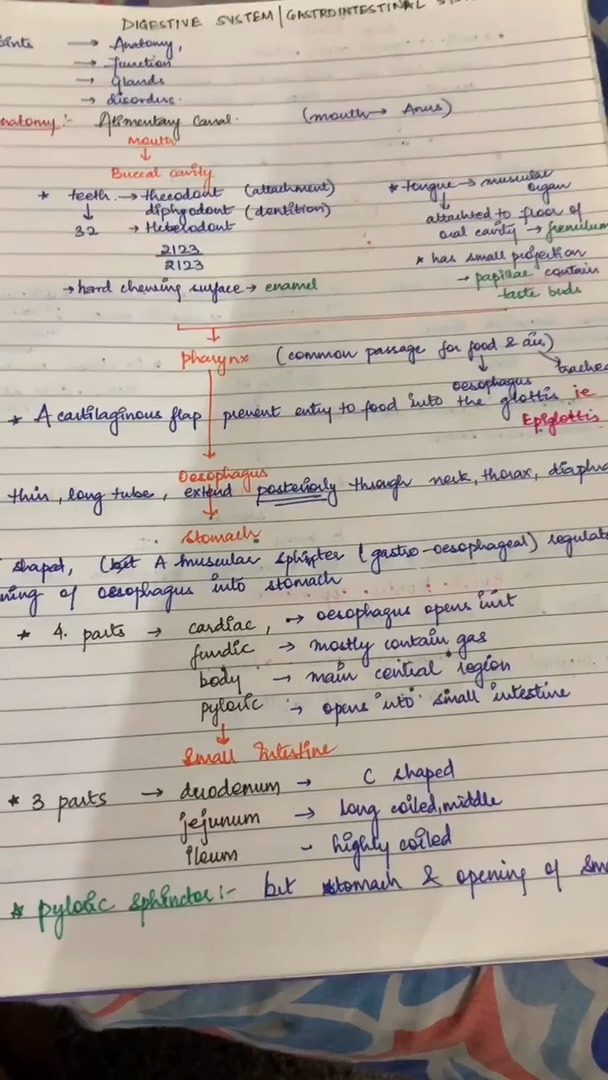 DIGESTIVE SYSTEM | GASTROINTESTINAL
→ Anatomy,
→ function
→ Glands
→ disorders.
Alimentary Canal. (mouth → Anus)
Mouth
↓
Buccal cavity
* teeth. → thecodont (attachment)
diphyodont (dentition)
32 → Heterodont
2123
2123
→ hard chewing surface → enamel
* tongue → muscular organ
attatched to floor of
oral cavity → frenulum
* has small projection
→ papillae contain
taste buds
pharynx (common passage for food & air)
oesophagus
* A cartilaginous flap prevent entry to food into the glottis ie
Epiglottis
Oesophagus
thin, long tube, extend posteriorly through neck, thorax,
Stomach
shaped, A muscular sphincter (gastro-oesophageal)
of oesophagus into stomach
* 4. parts → cardiac, → oesophagus opens init
fundic → mostly contain gas
body → main central region
pyloric → opens into small intestine
↓
Small Intestine
* 3 parts → duodenum → C shaped
jejunum → Long coiled, middle
ileum - highly coiled
* pyloric sphinctor:- bet stomach & opening of